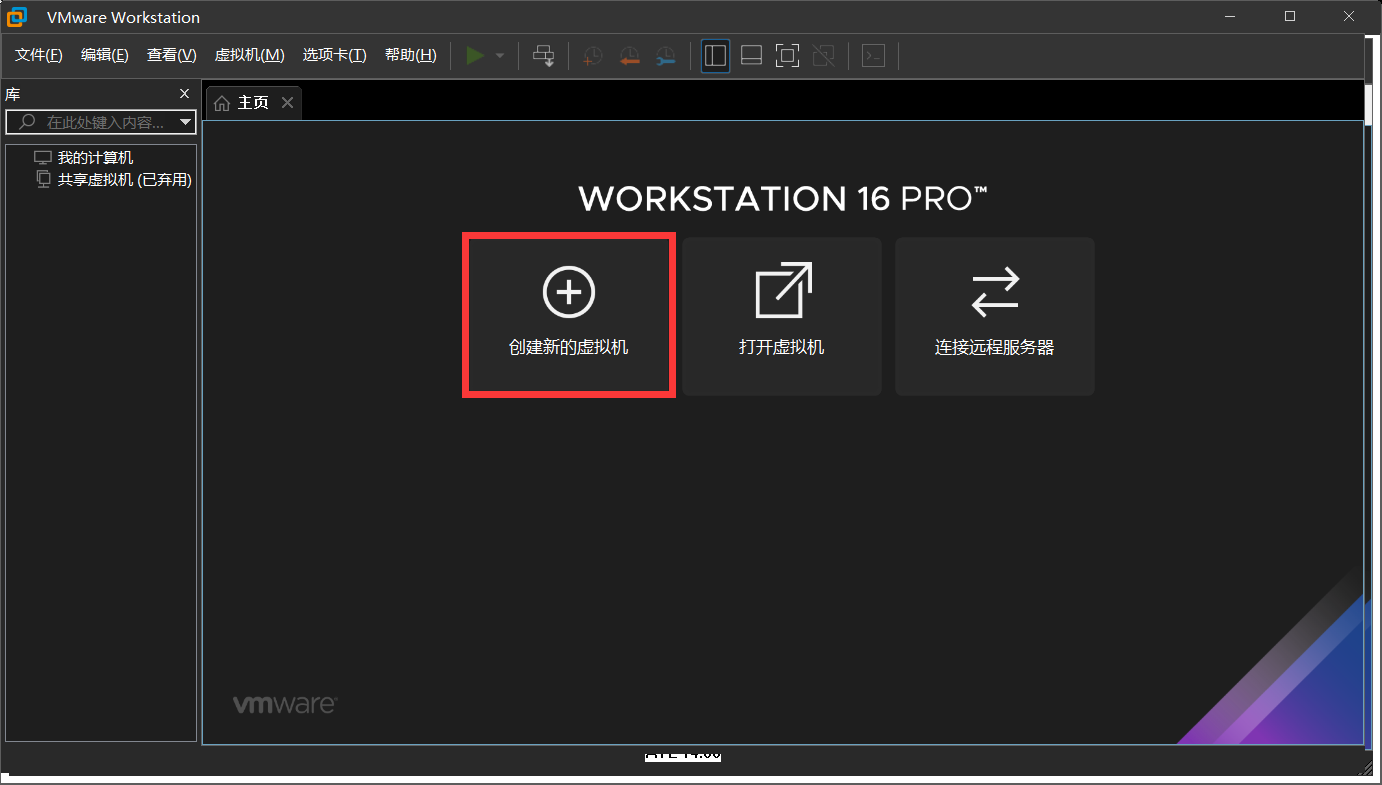 VMware Workstation
文件(F) 编辑(E) 查看(V) 虚拟机(M) 选项卡(T) 帮助(H)
库
主页
在此处键入内容...
我的计算机
共享虚拟机 (已弃用)
WORKSTATION 16 PRO™
创建新的虚拟机 打开虚拟机 连接远程服务器
vmware